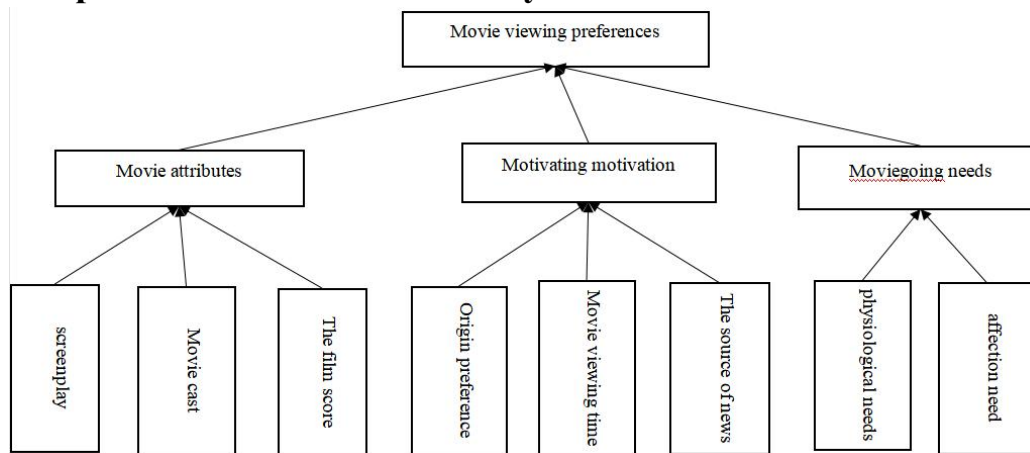 Movie viewing preferences
Movie attributes
Motivating motivation
Moviegoing needs
screenplay
Movie cast
The film score
Origin preference
Movie viewing time
The source of news
physiological needs
affection need